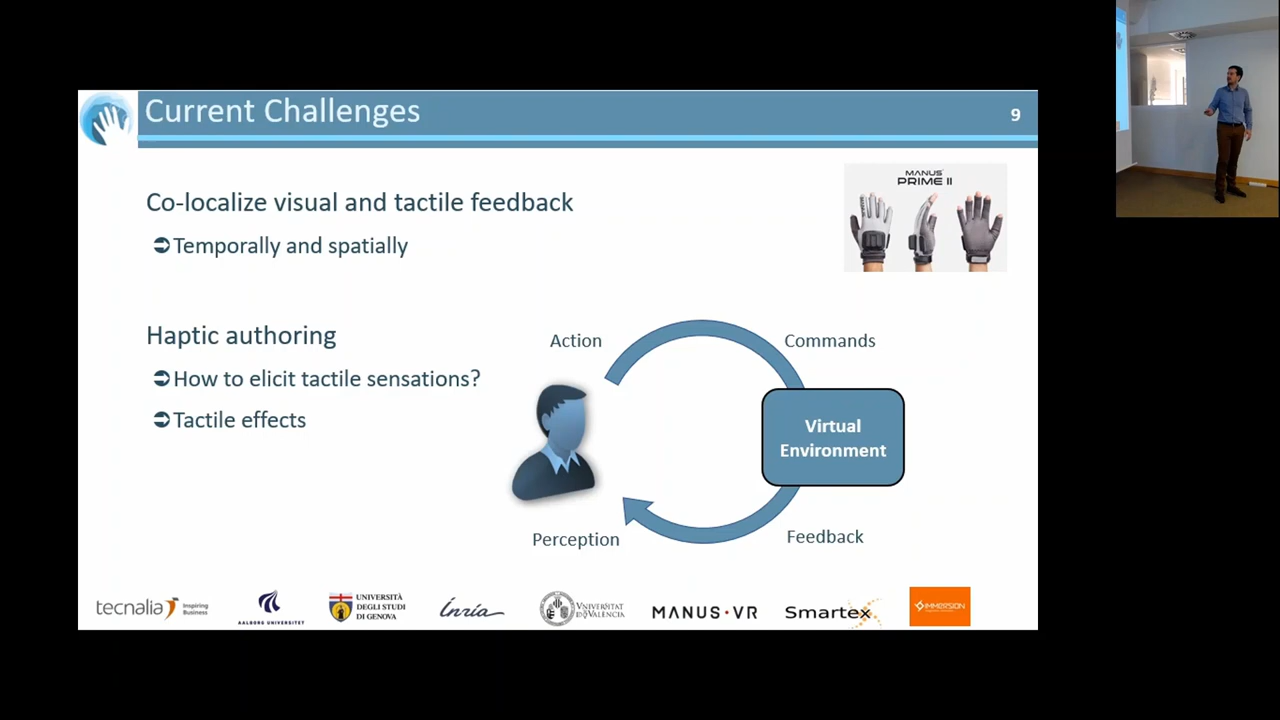 Current Challenges
9
Co-localize visual and tactile feedback
➲Temporally and spatially
MANUS
PRIME II
Haptic authoring
➲How to elicit tactile sensations?
➲Tactile effects
Action
Commands
Virtual
Environment
Perception
Feedback
tecnalia Inspiring
Business
AALBORG UNIVERSITET
UNIVERSITÀ
DEGLI STUDI
DI GENOVA
Inria
VNIVERSITAT
D VALÈNCIA
MANUS·VR
Smartex
IMMERSION